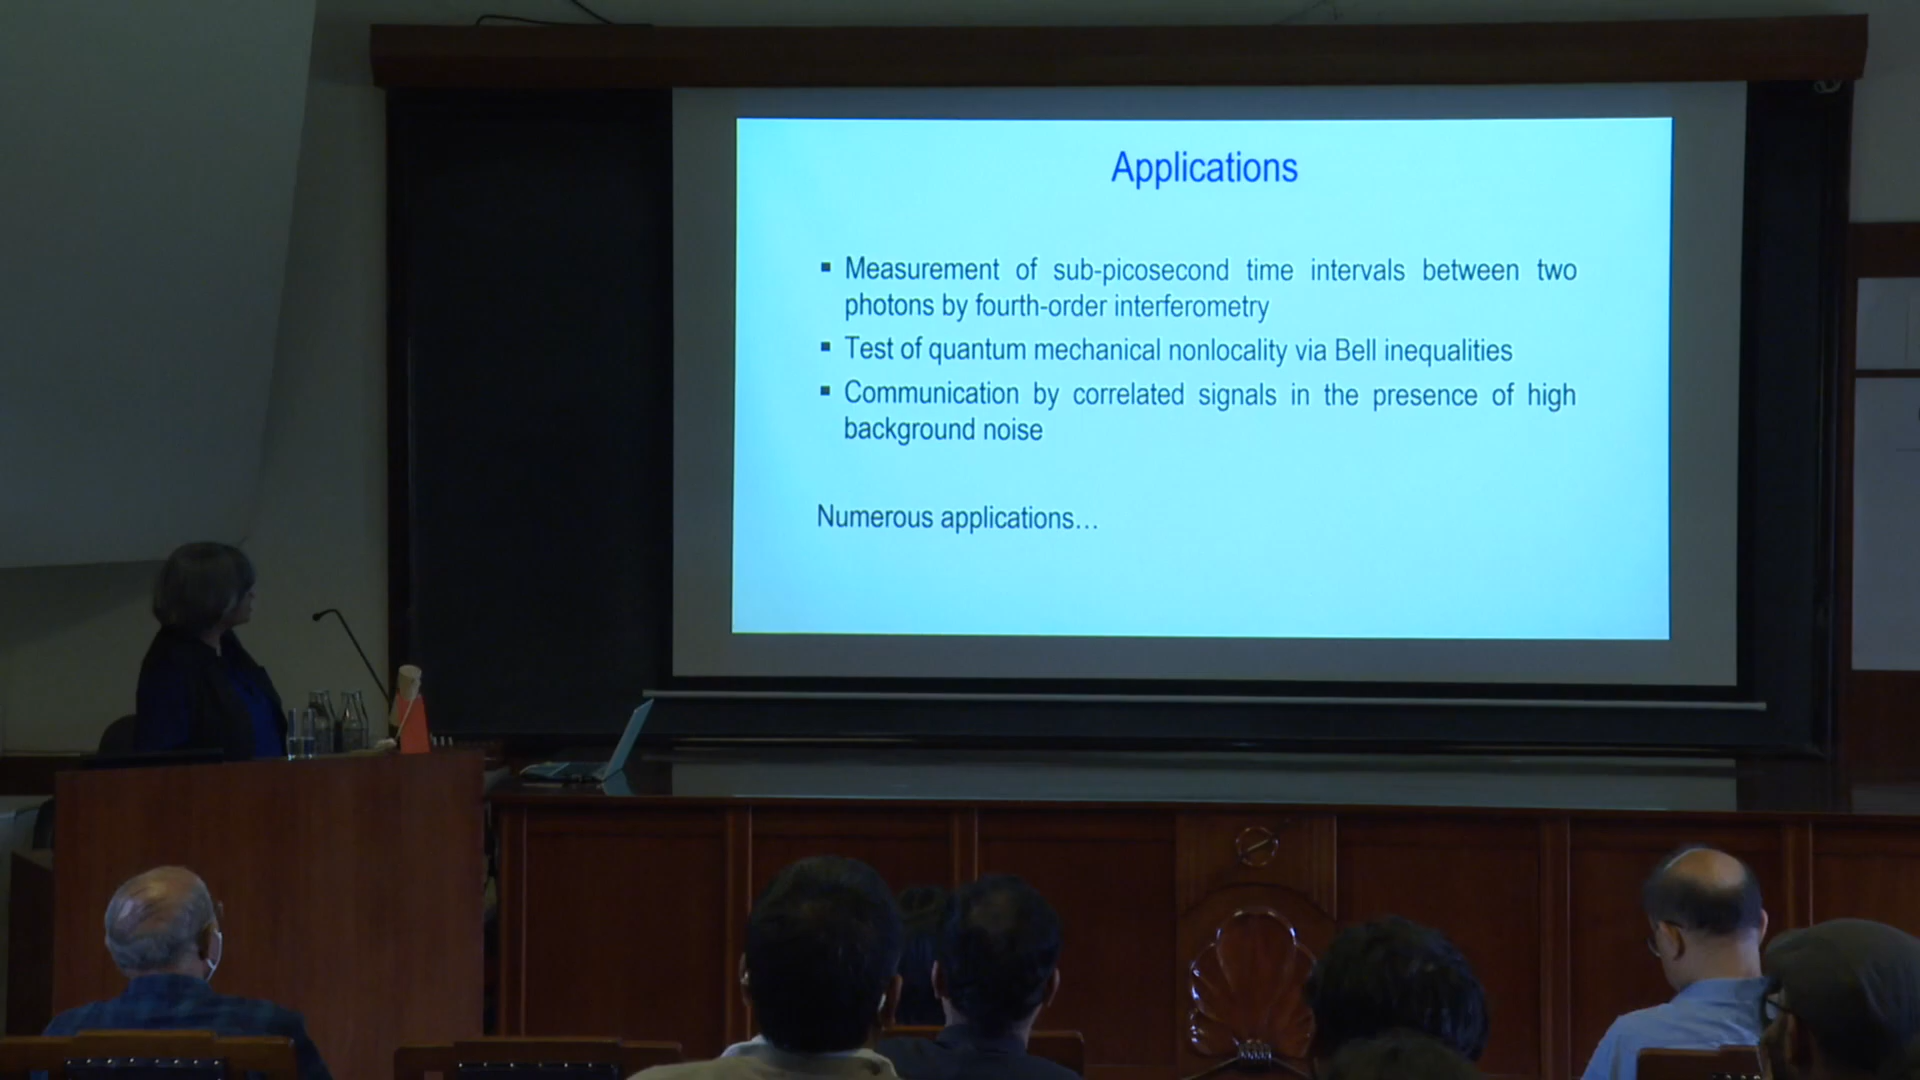 Applications
▪ Measurement of sub-picosecond time intervals between two
photons by fourth-order interferometry
▪ Test of quantum mechanical nonlocality via Bell inequalities
▪ Communication by correlated signals in the presence of high
background noise
Numerous applications…